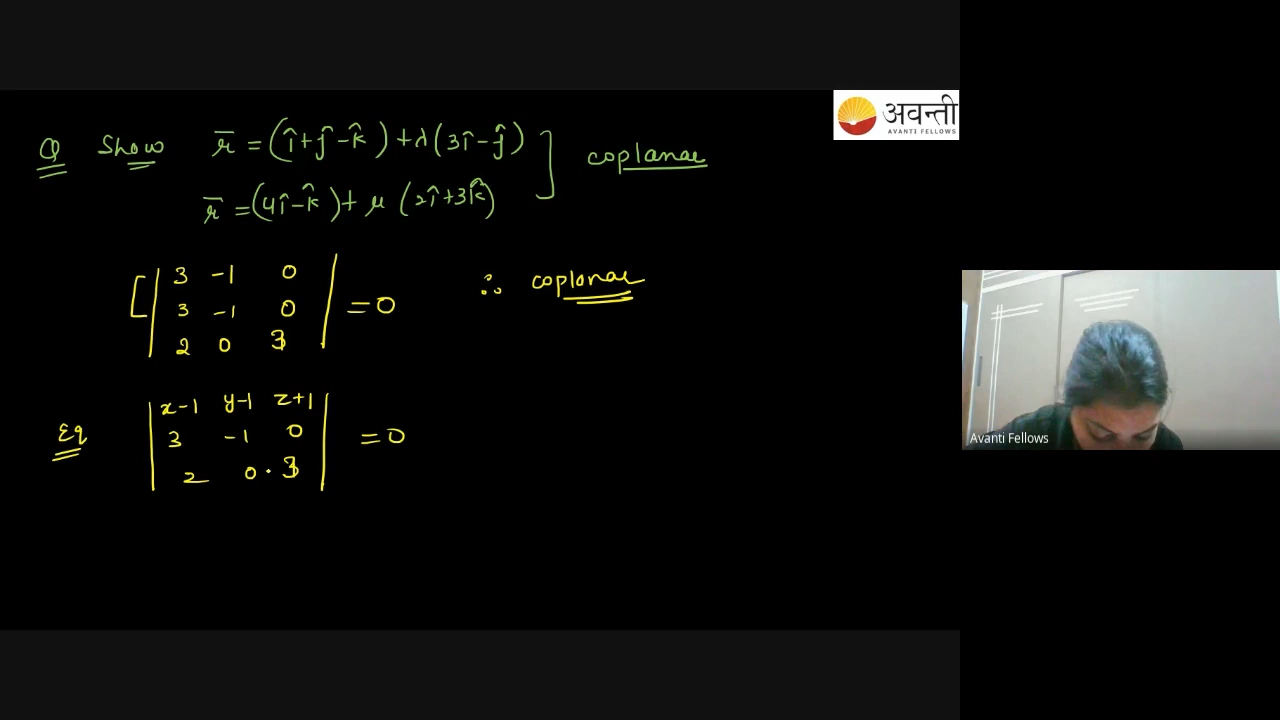 Q Show r̄ = (î+ĵ-k̂) + λ(3î-ĵ) ] coplanar
r̄ = (4î-k̂) + μ (2î+3k̂)
अवन्ती
AVANTI FELLOWS
[| 3 -1 0 |
| 3 -1 0 | = 0 ∴ coplanar
| 2 0 3 |
| x-1 y-1 z+1 |
Eq | 3 -1 0 | = 0
| 2 0 . 3 |
Avanti Fellows